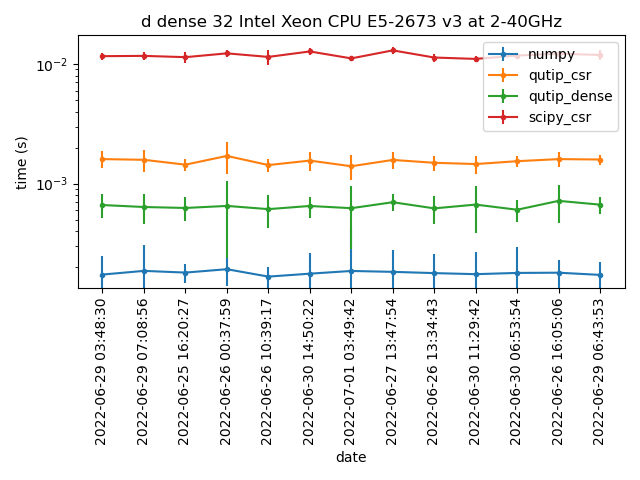 d dense 32 Intel Xeon CPU E5-2673 v3 at 2-40GHz
numpy
qutip_csr
qutip_dense
scipy_csr
10⁻²
10⁻³
time (s)
2022-06-29 03:48:30
2022-06-29 07:08:56
2022-06-25 16:20:27
2022-06-26 00:37:59
2022-06-26 10:39:17
2022-06-30 14:50:22
2022-07-01 03:49:42
2022-06-27 13:47:54
2022-06-26 13:34:43
2022-06-30 11:29:42
2022-06-30 06:53:54
2022-06-26 16:05:06
2022-06-29 06:43:53
date